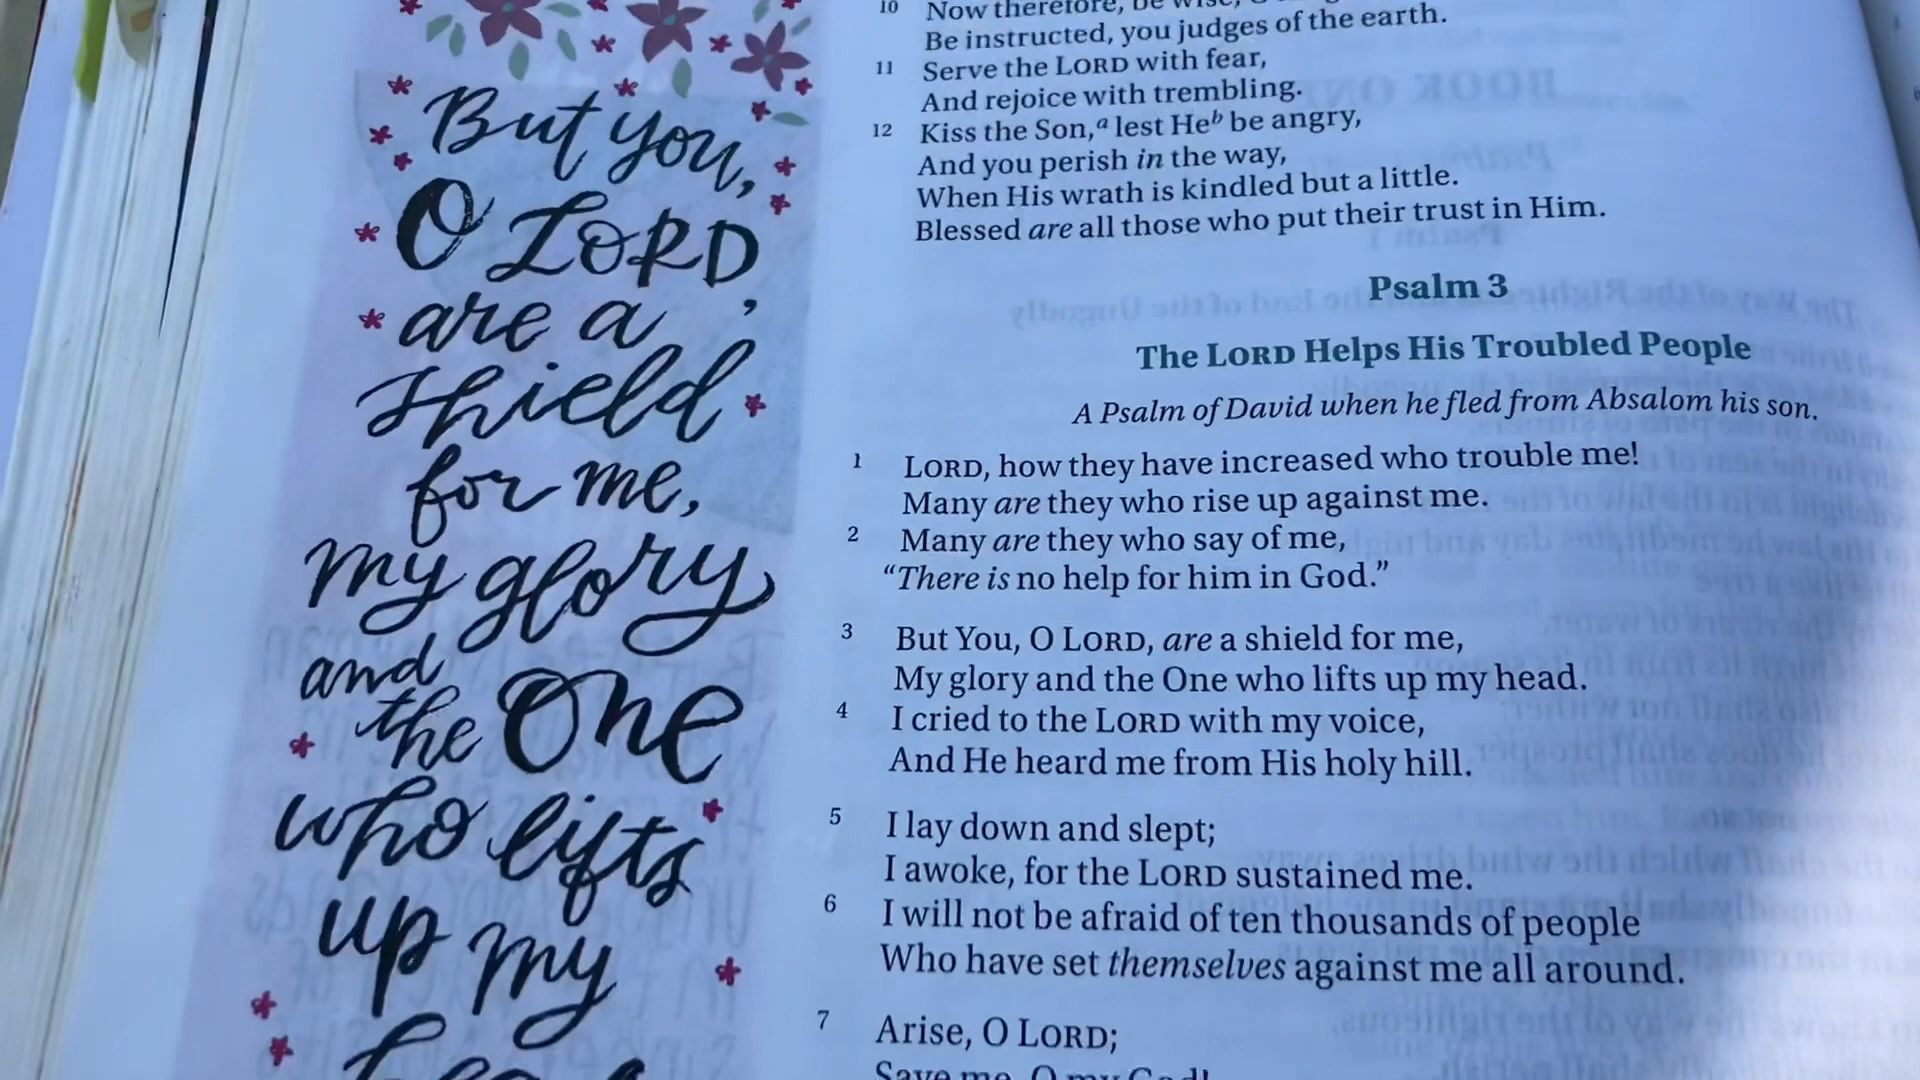 But you,
O LORD,
are a
shield
for me,
my glory
and
the One
who lifts
up my
10 Now therefore, be wise,
Be instructed, you judges of the earth.
11 Serve the LORD with fear,
And rejoice with trembling.
12 Kiss the Son,a lest Heb be angry,
And you perish in the way,
When His wrath is kindled but a little.
Blessed are all those who put their trust in Him.
Psalm 3
The LORD Helps His Troubled People
A Psalm of David when he fled from Absalom his son.
1 LORD, how they have increased who trouble me!
Many are they who rise up against me.
2 Many are they who say of me,
“There is no help for him in God.”
3 But You, O LORD, are a shield for me,
My glory and the One who lifts up my head.
4 I cried to the LORD with my voice,
And He heard me from His holy hill.
5 I lay down and slept;
I awoke, for the LORD sustained me.
6 I will not be afraid of ten thousands of people
Who have set themselves against me all around.
7 Arise, O LORD;
Save me, O my God!